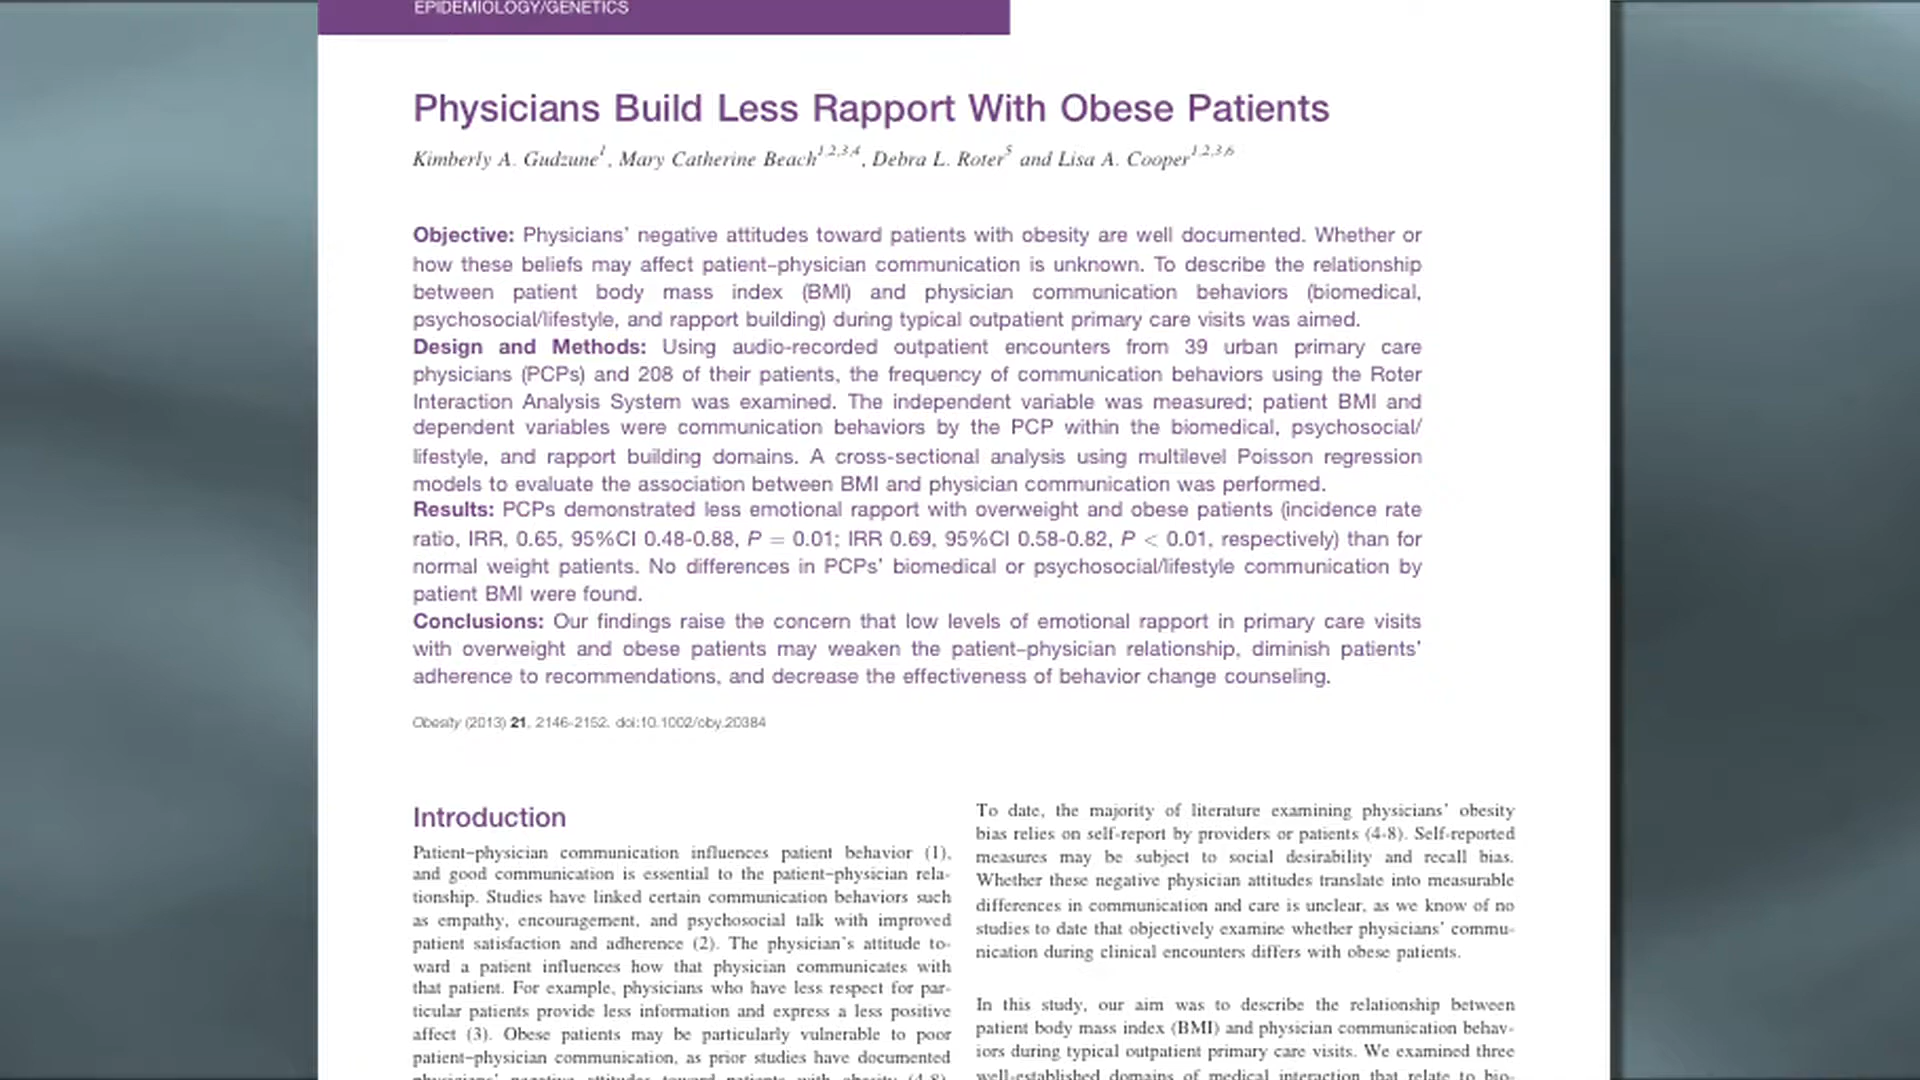 EPIDEMIOLOGY/GENETICS
Physicians Build Less Rapport With Obese Patients
Kimberly A. Gudzune1, Mary Catherine Beach1,2,3,4, Debra L. Roter5 and Lisa A. Cooper1,2,3,6
Objective: Physicians' negative attitudes toward patients with obesity are well documented. Whether or
how these beliefs may affect patient–physician communication is unknown. To describe the relationship
between patient body mass index (BMI) and physician communication behaviors (biomedical,
psychosocial/lifestyle, and rapport building) during typical outpatient primary care visits was aimed.
Design and Methods: Using audio-recorded outpatient encounters from 39 urban primary care
physicians (PCPs) and 208 of their patients, the frequency of communication behaviors using the Roter
Interaction Analysis System was examined. The independent variable was measured; patient BMI and
dependent variables were communication behaviors by the PCP within the biomedical, psychosocial/
lifestyle, and rapport building domains. A cross-sectional analysis using multilevel Poisson regression
models to evaluate the association between BMI and physician communication was performed.
Results: PCPs demonstrated less emotional rapport with overweight and obese patients (incidence rate
ratio, IRR, 0.65, 95%CI 0.48-0.88, P = 0.01; IRR 0.69, 95%CI 0.58-0.82, P < 0.01, respectively) than for
normal weight patients. No differences in PCPs' biomedical or psychosocial/lifestyle communication by
patient BMI were found.
Conclusions: Our findings raise the concern that low levels of emotional rapport in primary care visits
with overweight and obese patients may weaken the patient–physician relationship, diminish patients'
adherence to recommendations, and decrease the effectiveness of behavior change counseling.
Obesity (2013) 21, 2146-2152. doi:10.1002/oby.20384
Introduction
Patient–physician communication influences patient behavior (1),
and good communication is essential to the patient–physician rela-
tionship. Studies have linked certain communication behaviors such
as empathy, encouragement, and psychosocial talk with improved
patient satisfaction and adherence (2). The physician's attitude to-
ward a patient influences how that physician communicates with
that patient. For example, physicians who have less respect for par-
ticular patients provide less information and express a less positive
affect (3). Obese patients may be particularly vulnerable to poor
patient–physician communication, as prior studies have documented
physicians' negative attitudes toward patients with obesity (4-8).
To date, the majority of literature examining physicians' obesity
bias relies on self-report by providers or patients (4-8). Self-reported
measures may be subject to social desirability and recall bias.
Whether these negative physician attitudes translate into measurable
differences in communication and care is unclear, as we know of no
studies to date that objectively examine whether physicians' commu-
nication during clinical encounters differs with obese patients.
In this study, our aim was to describe the relationship between
patient body mass index (BMI) and physician communication behav-
iors during typical outpatient primary care visits. We examined three
well-established domains of medical interaction that relate to bio-